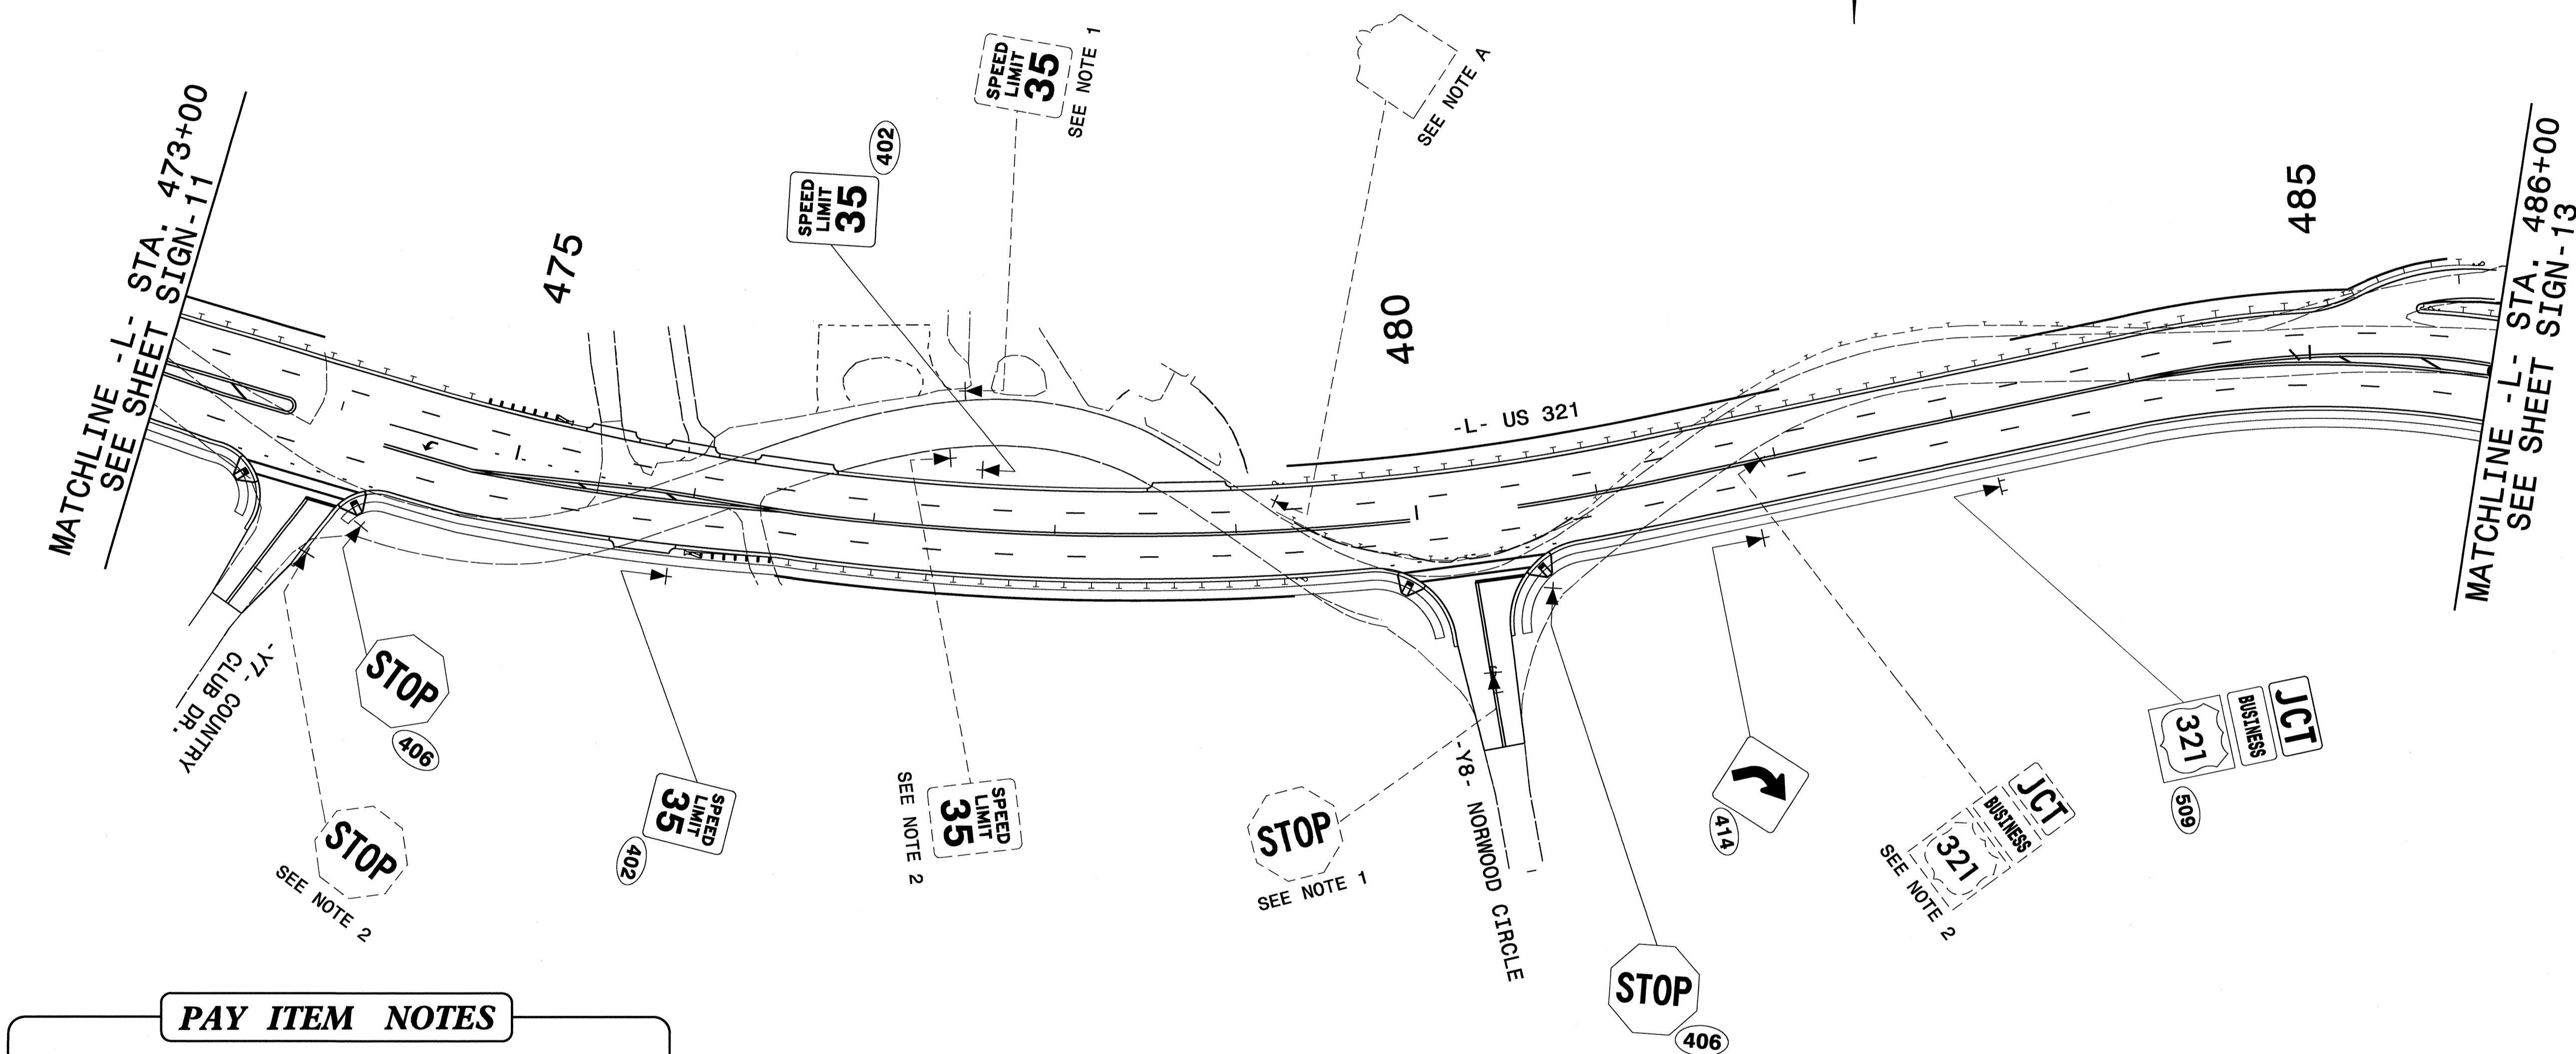 MATCHLINE -L- STA. 473+00
SEE SHEET SIGN-11
475
SPEED
LIMIT
35
402
SPEED
LIMIT
35
SEE NOTE 1
SEE NOTE A
480
485
MATCHLINE -L- STA. 486+00
SEE SHEET SIGN-13
-L- US 321
-Y7- COUNTRY
CLUB DR.
STOP
406
STOP
SEE NOTE 2
SPEED
LIMIT
35
402
SPEED
LIMIT
35
SEE NOTE 2
STOP
SEE NOTE 1
-Y8- NORWOOD CIRCLE
STOP
406
414
JCT
BUSINESS
321
SEE NOTE 2
JCT
BUSINESS
321
509
PAY ITEM NOTES